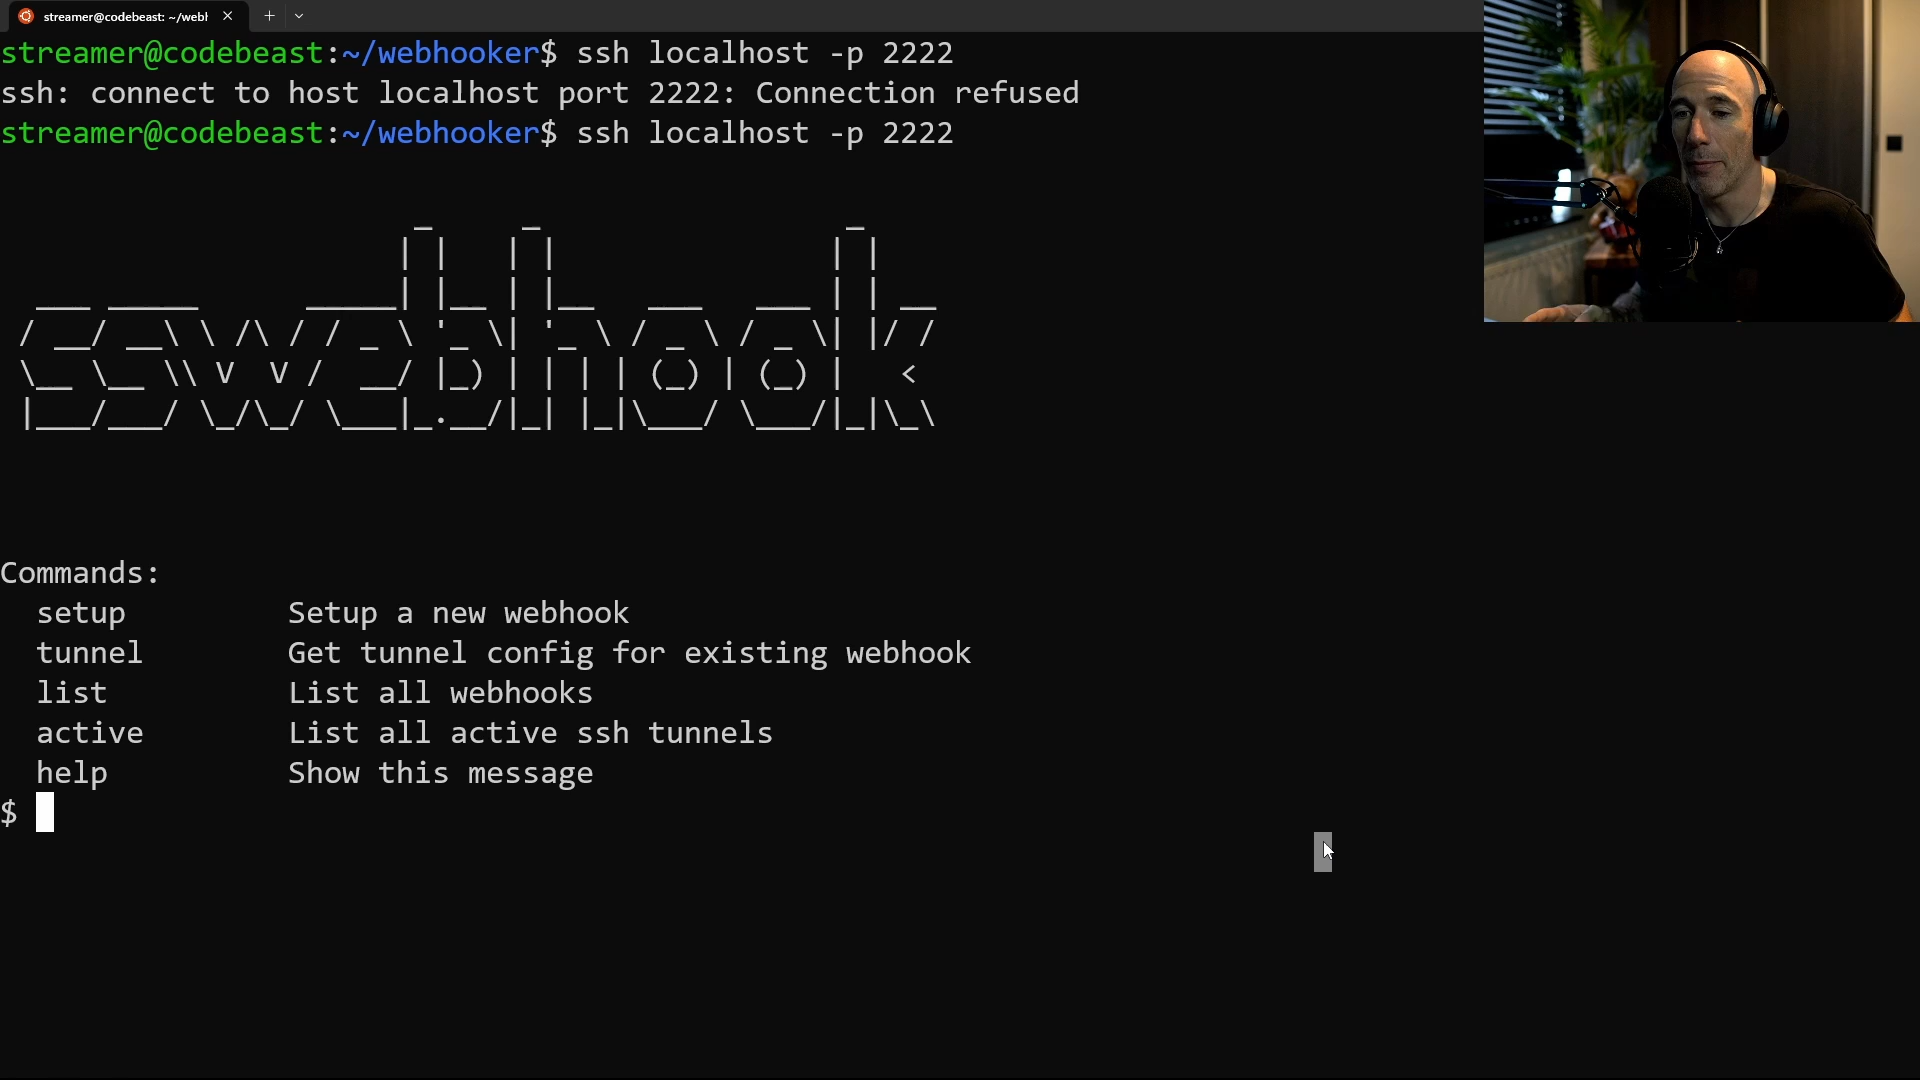 streamer@codebeast: ~/webl
streamer@codebeast:~/webhooker$ ssh localhost -p 2222
ssh: connect to host localhost port 2222: Connection refused
streamer@codebeast:~/webhooker$ ssh localhost -p 2222
sswebhook
Commands:
setup Setup a new webhook
tunnel Get tunnel config for existing webhook
list List all webhooks
active List all active ssh tunnels
help Show this message
$